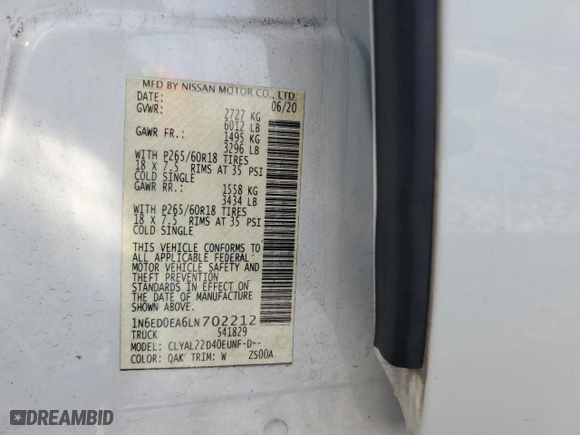 MFD BY NISSAN MOTOR CO., LTD.
DATE: 06/20
GVWR: 2727 KG
6012 LB
GAWR FR.: 1495 KG
3296 LB
WITH P265/60R18 TIRES
18 X 7.5 RIMS AT 35 PSI
COLD SINGLE
GAWR RR.: 1558 KG
3434 LB
WITH P265/60R18 TIRES
18 X 7.5 RIMS AT 35 PSI
COLD SINGLE
THIS VEHICLE CONFORMS TO
ALL APPLICABLE FEDERAL
MOTOR VEHICLE SAFETY AND
THEFT PREVENTION
STANDARDS IN EFFECT ON
THE DATE OF MANUFACTURE
SHOWN ABOVE.
1N6ED0EA6LN702212
TRUCK 541829
MODEL: CLYAL22D40EUNF-D--
COLOR: QAK TRIM: W ZS00A
DREAMBID